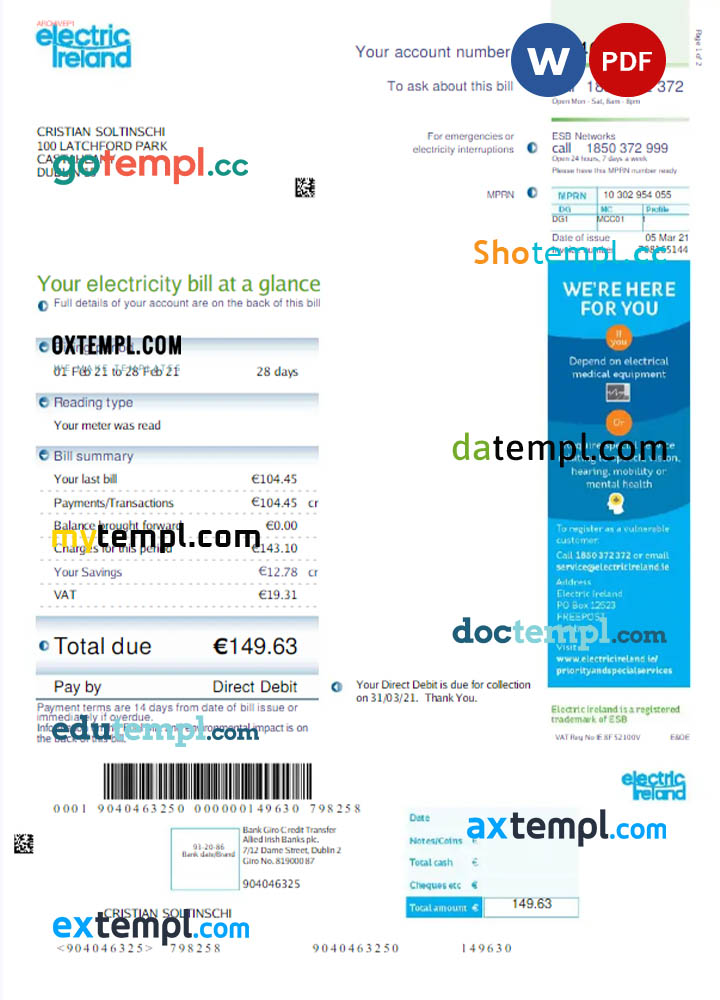 ARCHIVEP1
electric
Ireland
Page 1 of 2
Your account number
W
PDF
To ask about this bill
372
Open Mon - Sat, 8am - 8pm
CRISTIAN SOLTINSCHI
100 LATCHFORD PARK
gotempl.cc
For emergencies or
electricity interruptions
ESB Networks
call 1850 372 999
Open 24 hours, 7 days a week
Please have this MPRN number ready
MPRN
MPRN 10 302 954 055
DG MC Profile
DG1 MCC01 1
Date of issue 05 Mar 21
Shotempl.cc
Your electricity bill at a glance
Full details of your account are on the back of this bill
OXTEMPL.COM
WE MAKE TEMPLATES
01 Feb 21 to 28 Feb 21 28 days
Reading type
Your meter was read
Bill summary
Your last bill €104.45
Payments/Transactions €104.45 cr
Balance brought forward €0.00
mytempl.com
Charges for this period €143.10
Your Savings €12.78 cr
VAT €19.31
Total due €149.63
Pay by Direct Debit
Your Direct Debit is due for collection
on 31/03/21. Thank You.
Payment terms are 14 days from date of bill issue or
immediately if overdue.
environmental impact is on
the back of this bill.
edutempl.com
WE'RE HERE
FOR YOU
If
you
Depend on electrical
medical equipment
Or
datempl.com
hearing, mobility or
mental health
To register as a vulnerable
customer:
Call 1850 372 372 or email
service@electricireland.ie
Address
Electric Ireland
PO Box 12523
FREEPOST
doctempl.com
Visit us
www.electricireland.ie/
priorityandspecialservices
Electric Ireland is a registered
trademark of ESB
VAT Reg No IE 8F 52100V E&OE
electric
Ireland
0001 9040463250 000000149630 798258
93-20-86
Bank date/Brand
Bank Giro Credit Transfer
Allied Irish Banks plc.
7/12 Dame Street, Dublin 2
Giro No. 8190 00 87
904046325
Date
Notes/Coins €
axtempl.com
Total cash €
Cheques etc €
Total amount € 149.63
CRISTIAN SOLTINSCHI
extempl.com
<904046325> 798258 9040463250 149630